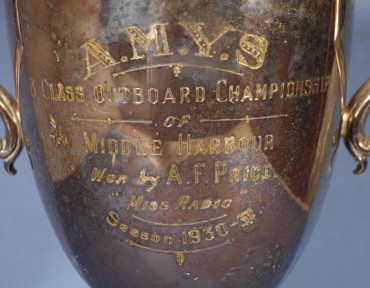 A.M.Y.S
CLASS OUTBOARD CHAMPIONSHIP
OF
MIDDLE HARBOUR
Won by A.F. PRICE
"MISS RADIO"
Season 1930-31